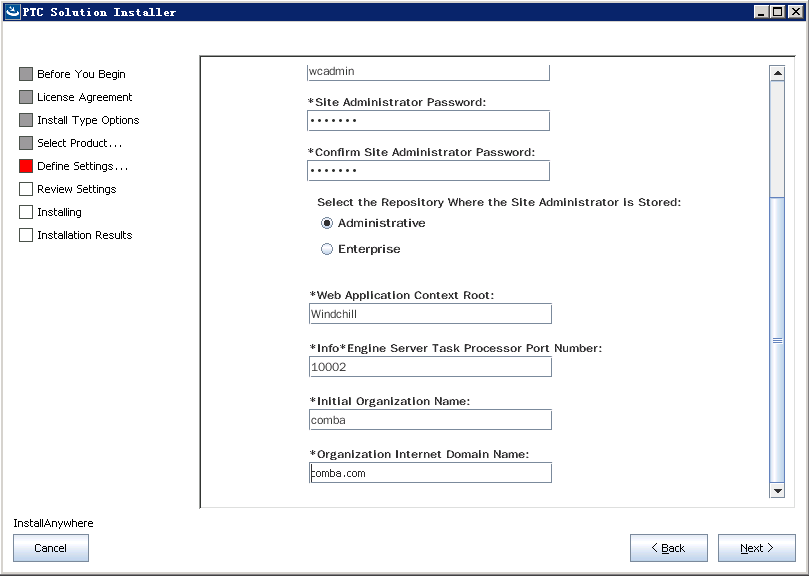 PTC Solution Installer
Before You Begin
License Agreement
Install Type Options
Select Product...
Define Settings...
Review Settings
Installing
Installation Results
wcadmin
*Site Administrator Password:
•••••••
*Confirm Site Administrator Password:
•••••••
Select the Repository Where the Site Administrator is Stored:
Administrative
Enterprise
*Web Application Context Root:
Windchill
*Info*Engine Server Task Processor Port Number:
10002
*Initial Organization Name:
comba
*Organization Internet Domain Name:
comba.com
InstallAnywhere
Cancel
< Back
Next >